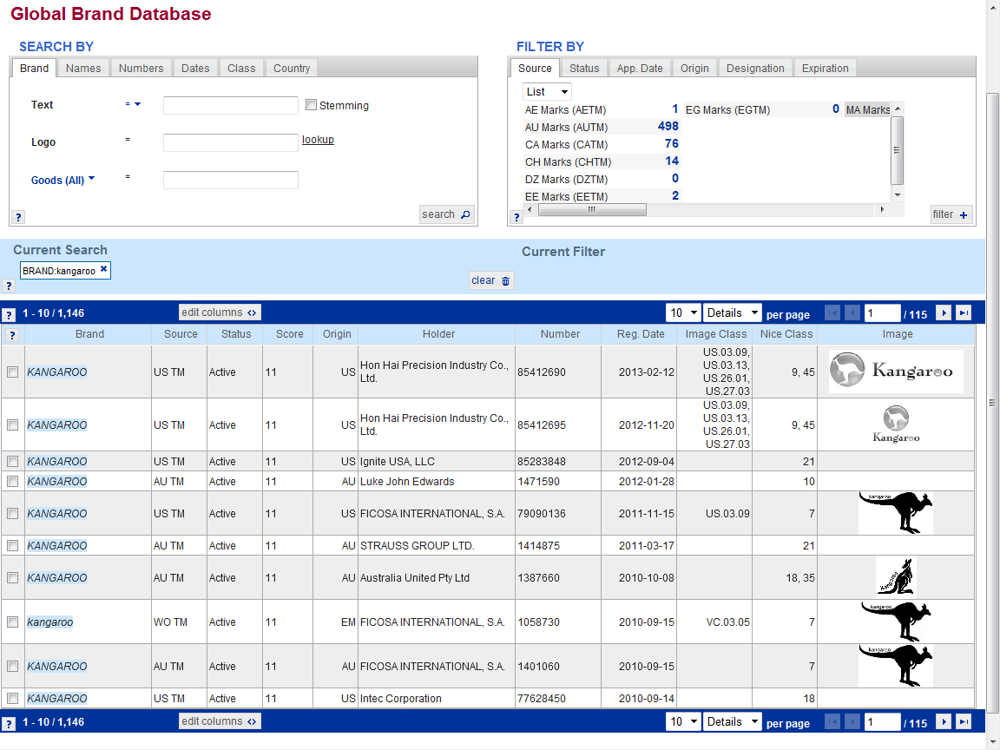 Global Brand Database
SEARCH BY
Brand Names Numbers Dates Class Country
Text = Stemming
Logo = lookup
Goods (All) =
? search
FILTER BY
Source Status App. Date Origin Designation Expiration
List
AE Marks (AETM) 1 EG Marks (EGTM) 0 MA Marks
AU Marks (AUTM) 498
CA Marks (CATM) 76
CH Marks (CHTM) 14
DZ Marks (DZTM) 0
EE Marks (EETM) 2
? filter +
Current Search Current Filter
BRAND:kangaroo ×
? clear
? 1 - 10 / 1,146 edit columns <> 10 Details per page 1 / 115
? Brand Source Status Score Origin Holder Number Reg. Date Image Class Nice Class Image
KANGAROO US TM Active 11 US Hon Hai Precision Industry Co., Ltd. 85412690 2013-02-12 US.03.09, US.03.13, US.26.01, US.27.03 9, 45 Kangaroo
KANGAROO US TM Active 11 US Hon Hai Precision Industry Co., Ltd. 85412695 2012-11-20 US.03.09, US.03.13, US.26.01, US.27.03 9, 45 Kangaroo
KANGAROO US TM Active 11 US Ignite USA, LLC 85283848 2012-09-04 21
KANGAROO AU TM Active 11 AU Luke John Edwards 1471590 2012-01-28 10
KANGAROO US TM Active 11 US FICOSA INTERNATIONAL, S.A. 79090136 2011-11-15 US.03.09 7 kangaroo
KANGAROO AU TM Active 11 AU STRAUSS GROUP LTD. 1414875 2011-03-17 21
KANGAROO AU TM Active 11 AU Australia United Pty Ltd 1387660 2010-10-08 18, 35 Kangaroo
kangaroo WO TM Active 11 EM FICOSA INTERNATIONAL, S.A. 1058730 2010-09-15 VC.03.05 7 kangaroo
KANGAROO AU TM Active 11 AU FICOSA INTERNATIONAL, S.A. 1401060 2010-09-15 7 kangaroo
KANGAROO US TM Active 11 US Intec Corporation 77628450 2010-09-14 18
? 1 - 10 / 1,146 edit columns <> 10 Details per page 1 / 115